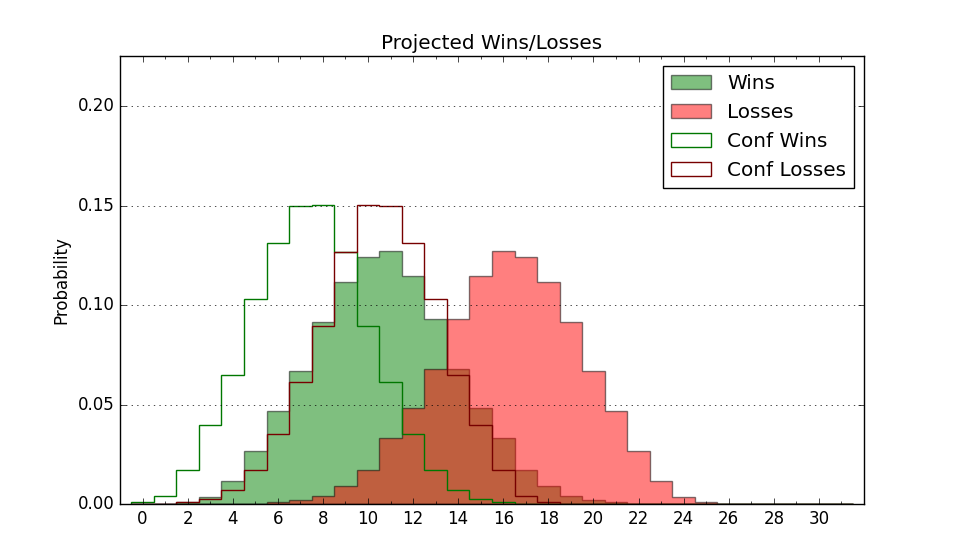 Projected Wins/Losses
Wins
Losses
Conf Wins
Conf Losses
Probability
0.20
0.15
0.10
0.05
0.00
0 2 4 6 8 10 12 14 16 18 20 22 24 26 28 30